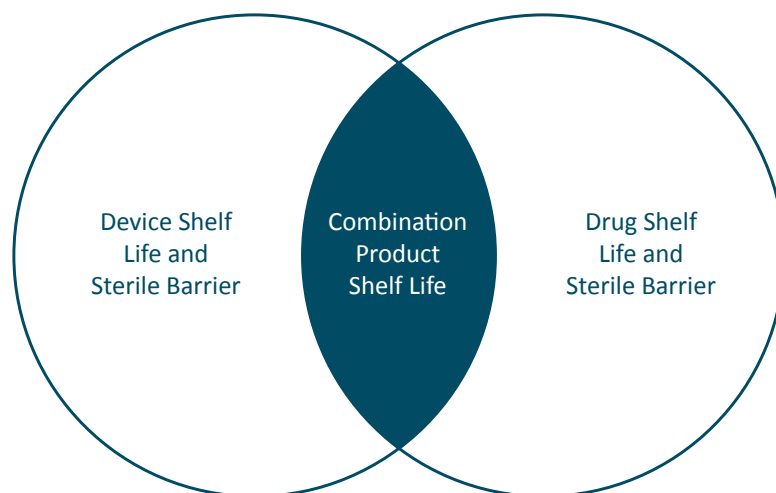 Device Shelf
Life and
Sterile Barrier
Combination
Product
Shelf Life
Drug Shelf
Life and
Sterile Barrier